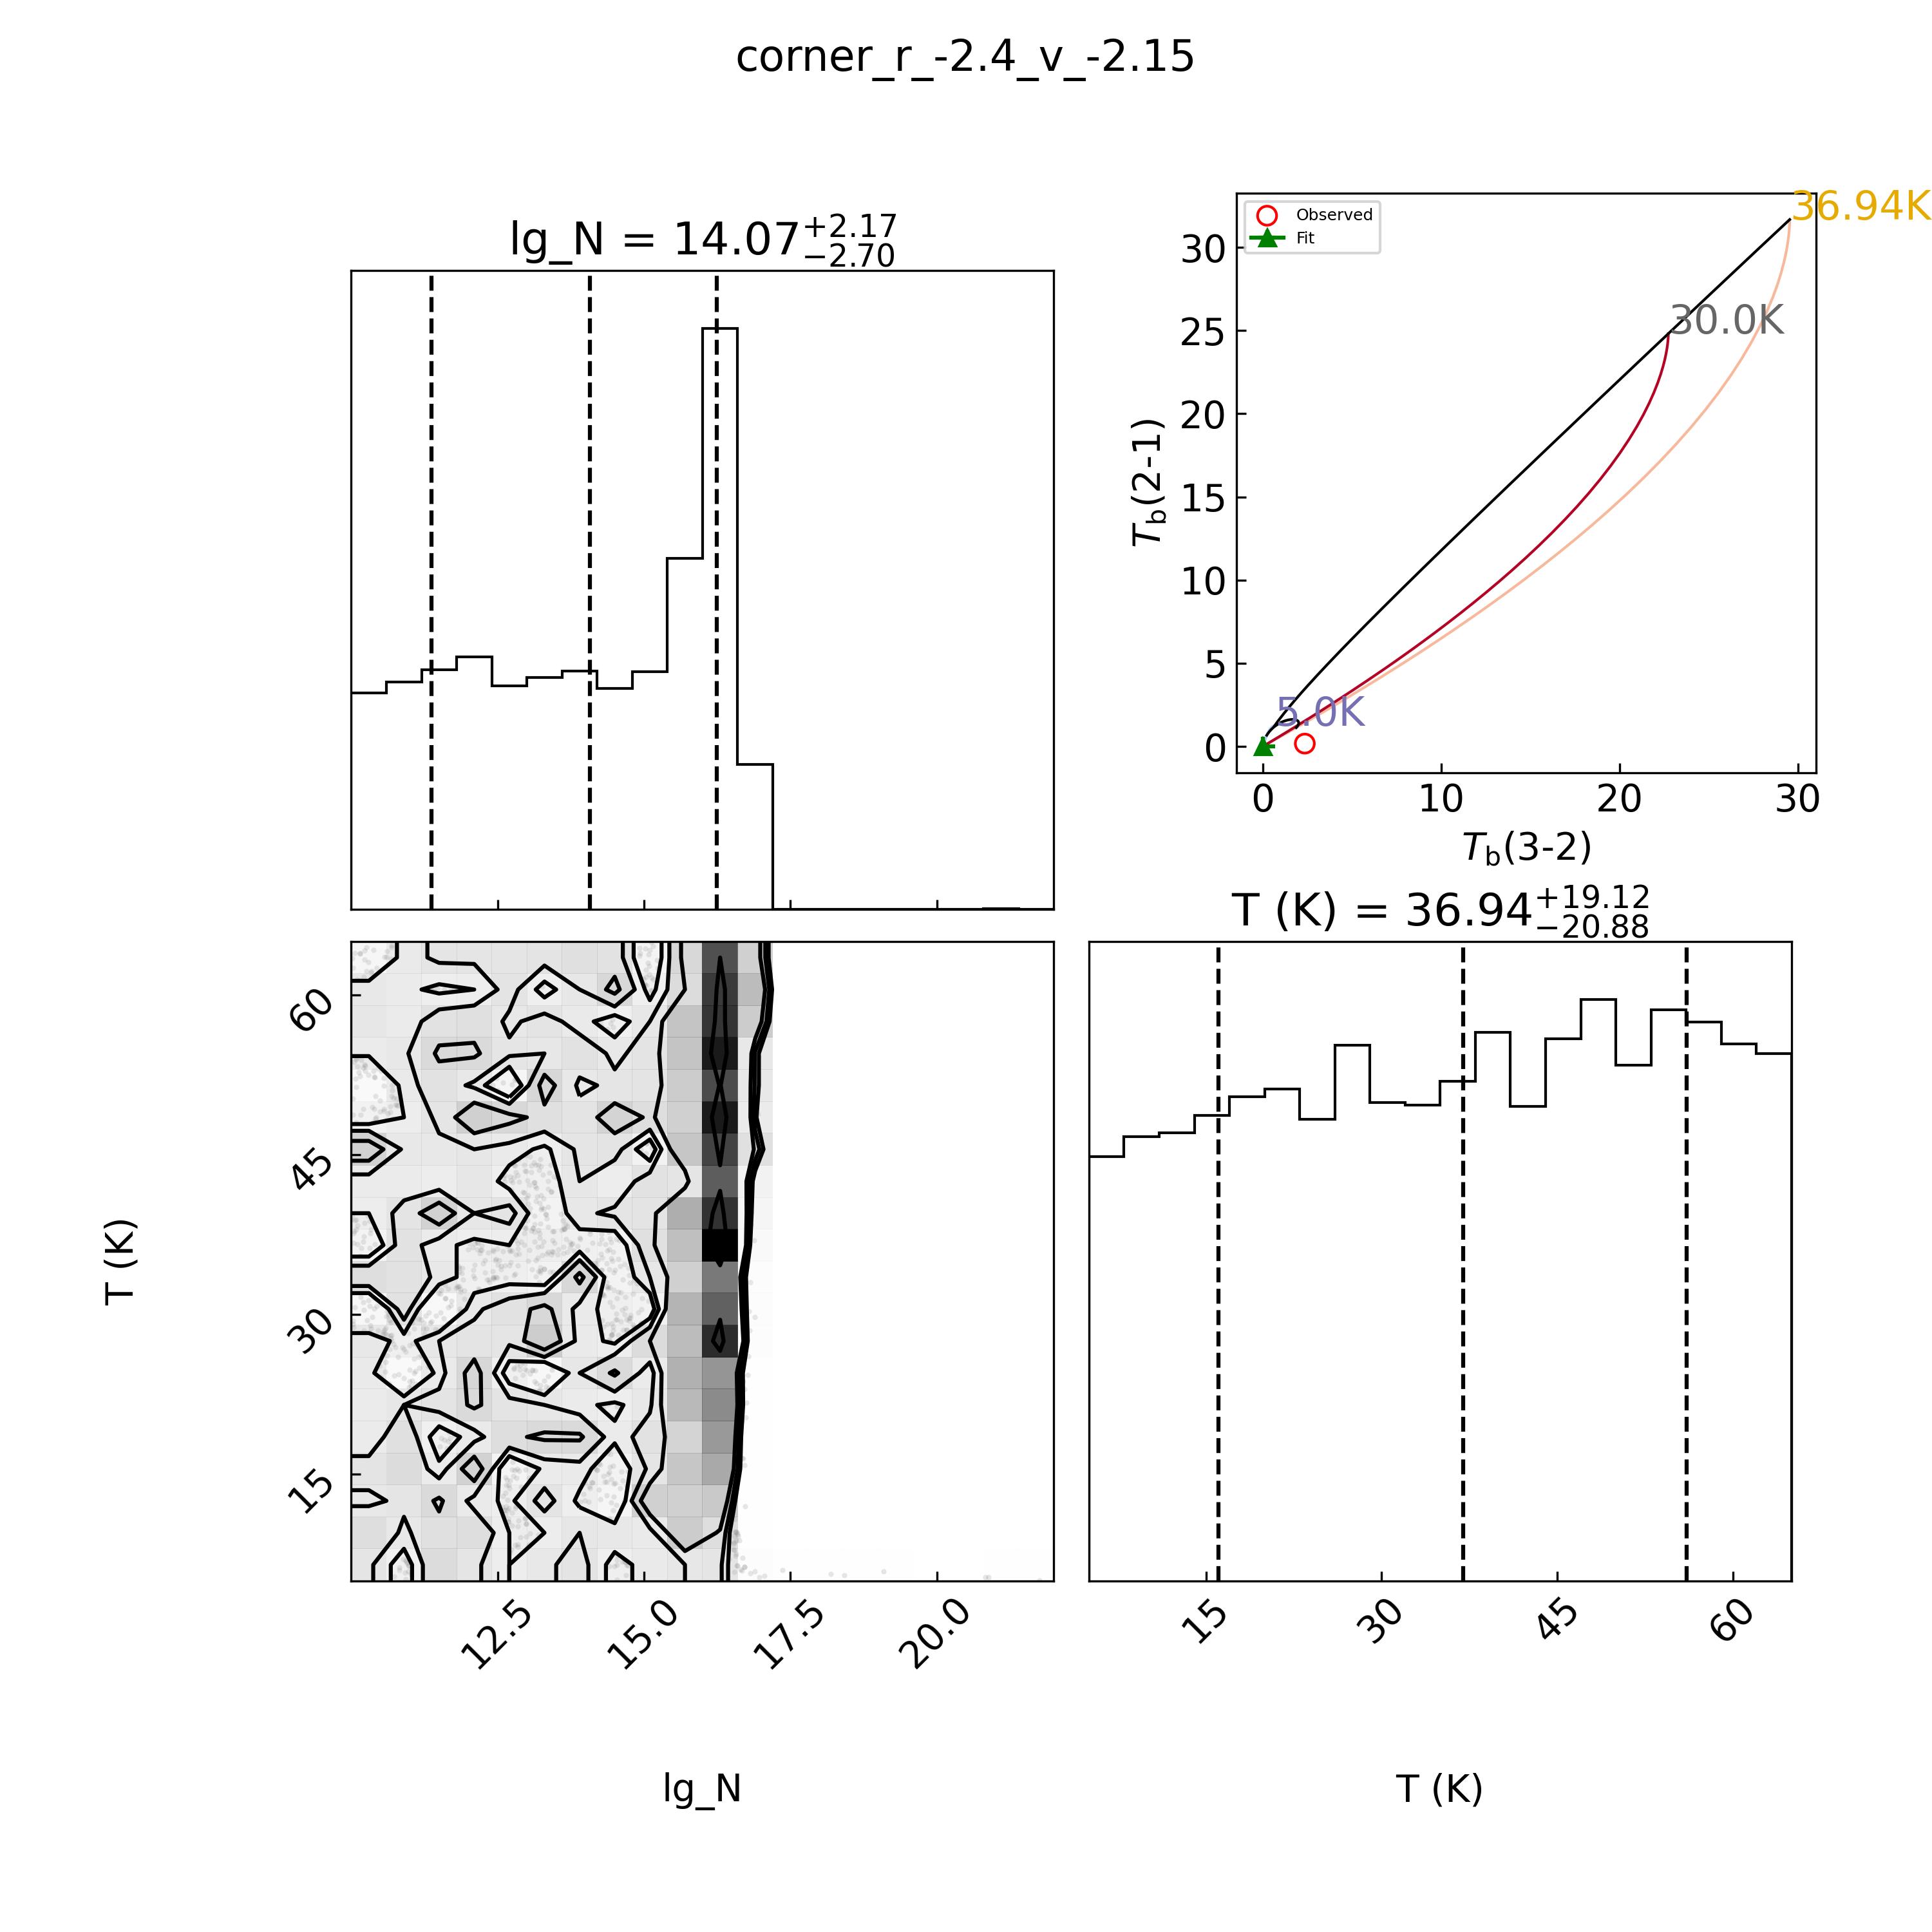 corner_r_-2.4_v_-2.15
lg_N = 14.07+2.17
−2.70
36.94K
Observed
Fit
30.0K
5.0K
30
25
20
15
10
5
0
Tb(2-1)
0 10 20 30
Tb(3-2)
T (K) = 36.94+19.12
−20.88
60
45
30
15
T (K)
12.5 15.0 17.5 20.0
lg_N
15 30 45 60
T (K)